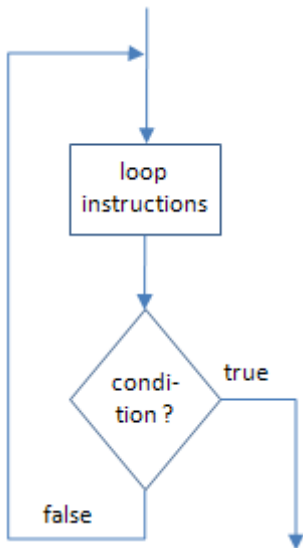 loop
instructions
condi-
tion ?
true
false